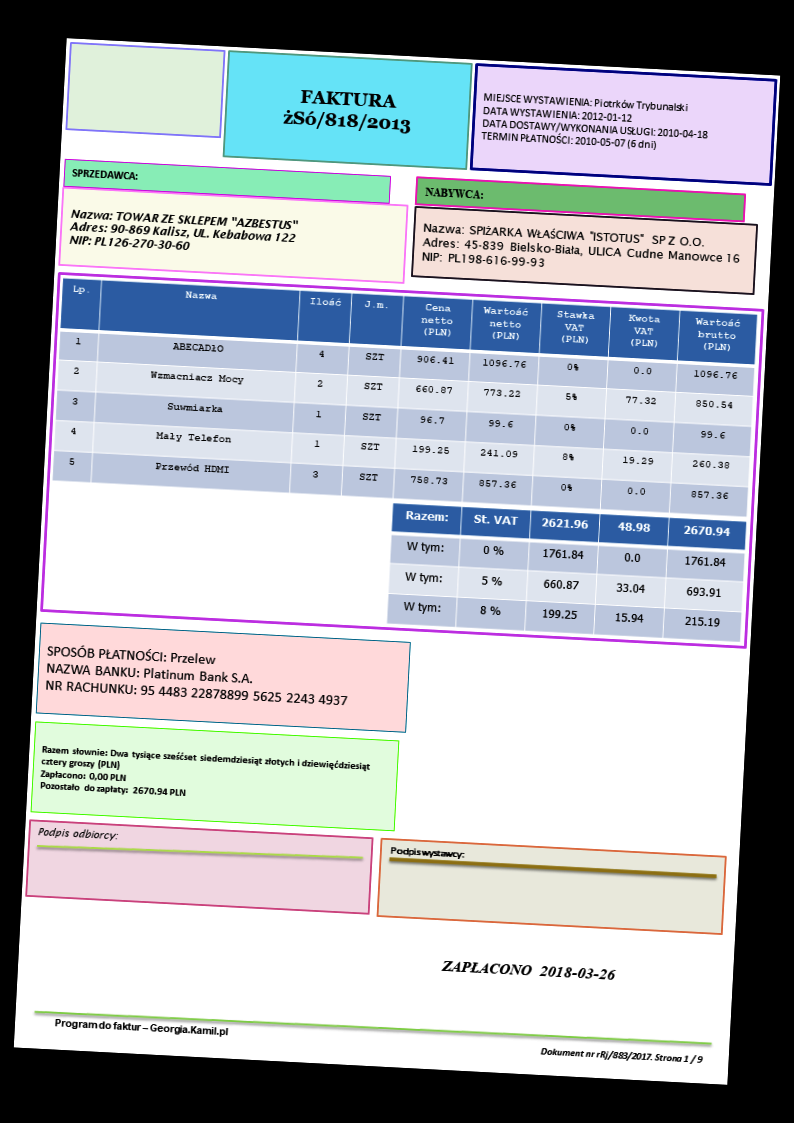 FAKTURA
żSó/818/2013
MIEJSCE WYSTAWIENIA: Piotrków Trybunalski
DATA WYSTAWIENIA: 2012-01-12
DATA DOSTAWY/WYKONANIA USŁUGI: 2010-04-18
TERMIN PŁATNOŚCI: 2010-05-07 (6 dni)
SPRZEDAWCA:
Nazwa: TOWAR ZE SKLEPEM "AZBESTUS"
Adres: 90-869 Kalisz, UL. Kebabowa 122
NIP: PL126-270-30-60
NABYWCA:
Nazwa: SPIŻARKA WŁAŚCIWA "ISTOTUS" SP Z O.O.
Adres: 45-839 Bielsko-Biała, ULICA Cudne Manowce 16
NIP: PL198-616-99-93
Lp. Nazwa Ilość J.m. Cena netto (PLN) Wartość netto (PLN) Stawka VAT (PLN) Kwota VAT (PLN) Wartość brutto (PLN)
1 ABECADŁO 4 SZT 906.41 1096.76 0% 0.0 1096.76
2 Wzmacniacz Mocy 2 SZT 660.87 773.22 5% 77.32 850.54
3 Suwmiarka 1 SZT 96.7 99.6 0% 0.0 99.6
4 Mały Telefon 1 SZT 199.25 241.09 8% 19.29 260.38
5 Przewód HDMI 3 SZT 758.73 857.36 0% 0.0 857.36
Razem: St. VAT 2621.96 48.98 2670.94
W tym: 0 % 1761.84 0.0 1761.84
W tym: 5 % 660.87 33.04 693.91
W tym: 8 % 199.25 15.94 215.19
SPOSÓB PŁATNOŚCI: Przelew
NAZWA BANKU: Platinum Bank S.A.
NR RACHUNKU: 95 4483 22878899 5625 2243 4937
Razem słownie: Dwa tysiące sześćset siedemdziesiąt złotych i dziewięćdziesiąt
cztery groszy (PLN)
Zapłacono: 0,00 PLN
Pozostało do zapłaty: 2670.94 PLN
Podpis odbiorcy:
Podpis wystawcy:
ZAPŁACONO 2018-03-26
Program do faktur – Georgia.Kamil.pl
Dokument nr rRj/883/2017. Strona 1 / 9